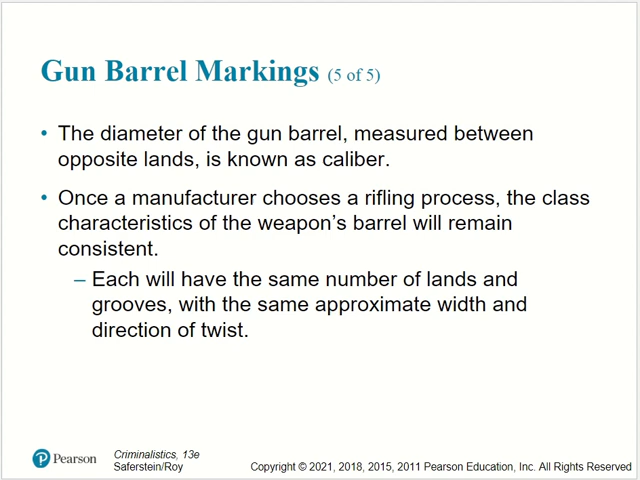 Gun Barrel Markings (5 of 5)
• The diameter of the gun barrel, measured between
opposite lands, is known as caliber.
• Once a manufacturer chooses a rifling process, the class
characteristics of the weapon's barrel will remain
consistent.
– Each will have the same number of lands and
grooves, with the same approximate width and
direction of twist.
Pearson
Criminalistics, 13e
Saferstein/Roy
Copyright © 2021, 2018, 2015, 2011 Pearson Education, Inc. All Rights Reserved